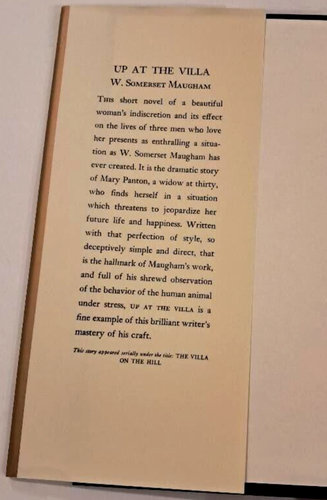 UP AT THE VILLA
W. SOMERSET MAUGHAM
THIS short novel of a beautiful
woman's indiscretion and its effect
on the lives of three men who love
her presents as enthralling a situa-
tion as W. Somerset Maugham has
ever created. It is the dramatic story
of Mary Panton, a widow at thirty,
who finds herself in a situation
which threatens to jeopardize her
future life and happiness. Written
with that perfection of style, so
deceptively simple and direct, that
is the hallmark of Maugham's work,
and full of his shrewd observation
of the behavior of the human animal
under stress, UP AT THE VILLA is a
fine example of this brilliant writer's
mastery of his craft.
This story appeared serially under the title: THE VILLA
ON THE HILL